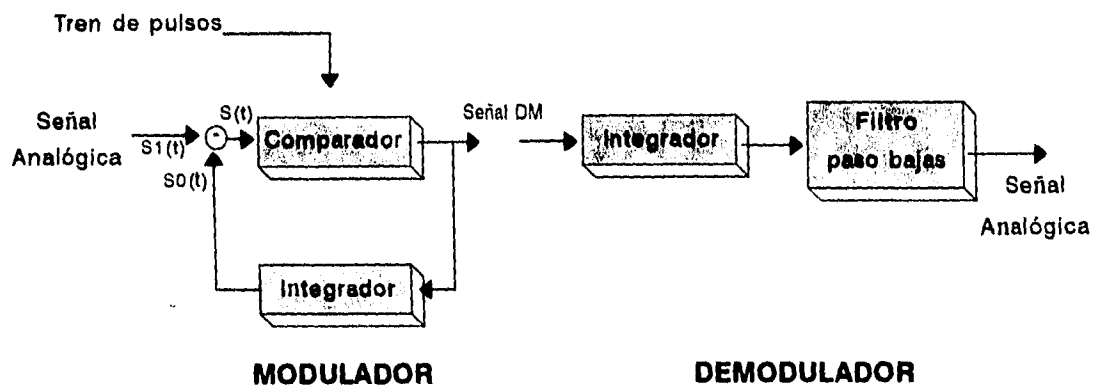 Tren de pulsos
Señal
Analógica
S1(t)
S(t)
S0(t)
Comparador
Señal DM
Integrador
Integrador
Filtro
paso bajas
Señal
Analógica
MODULADOR
DEMODULADOR